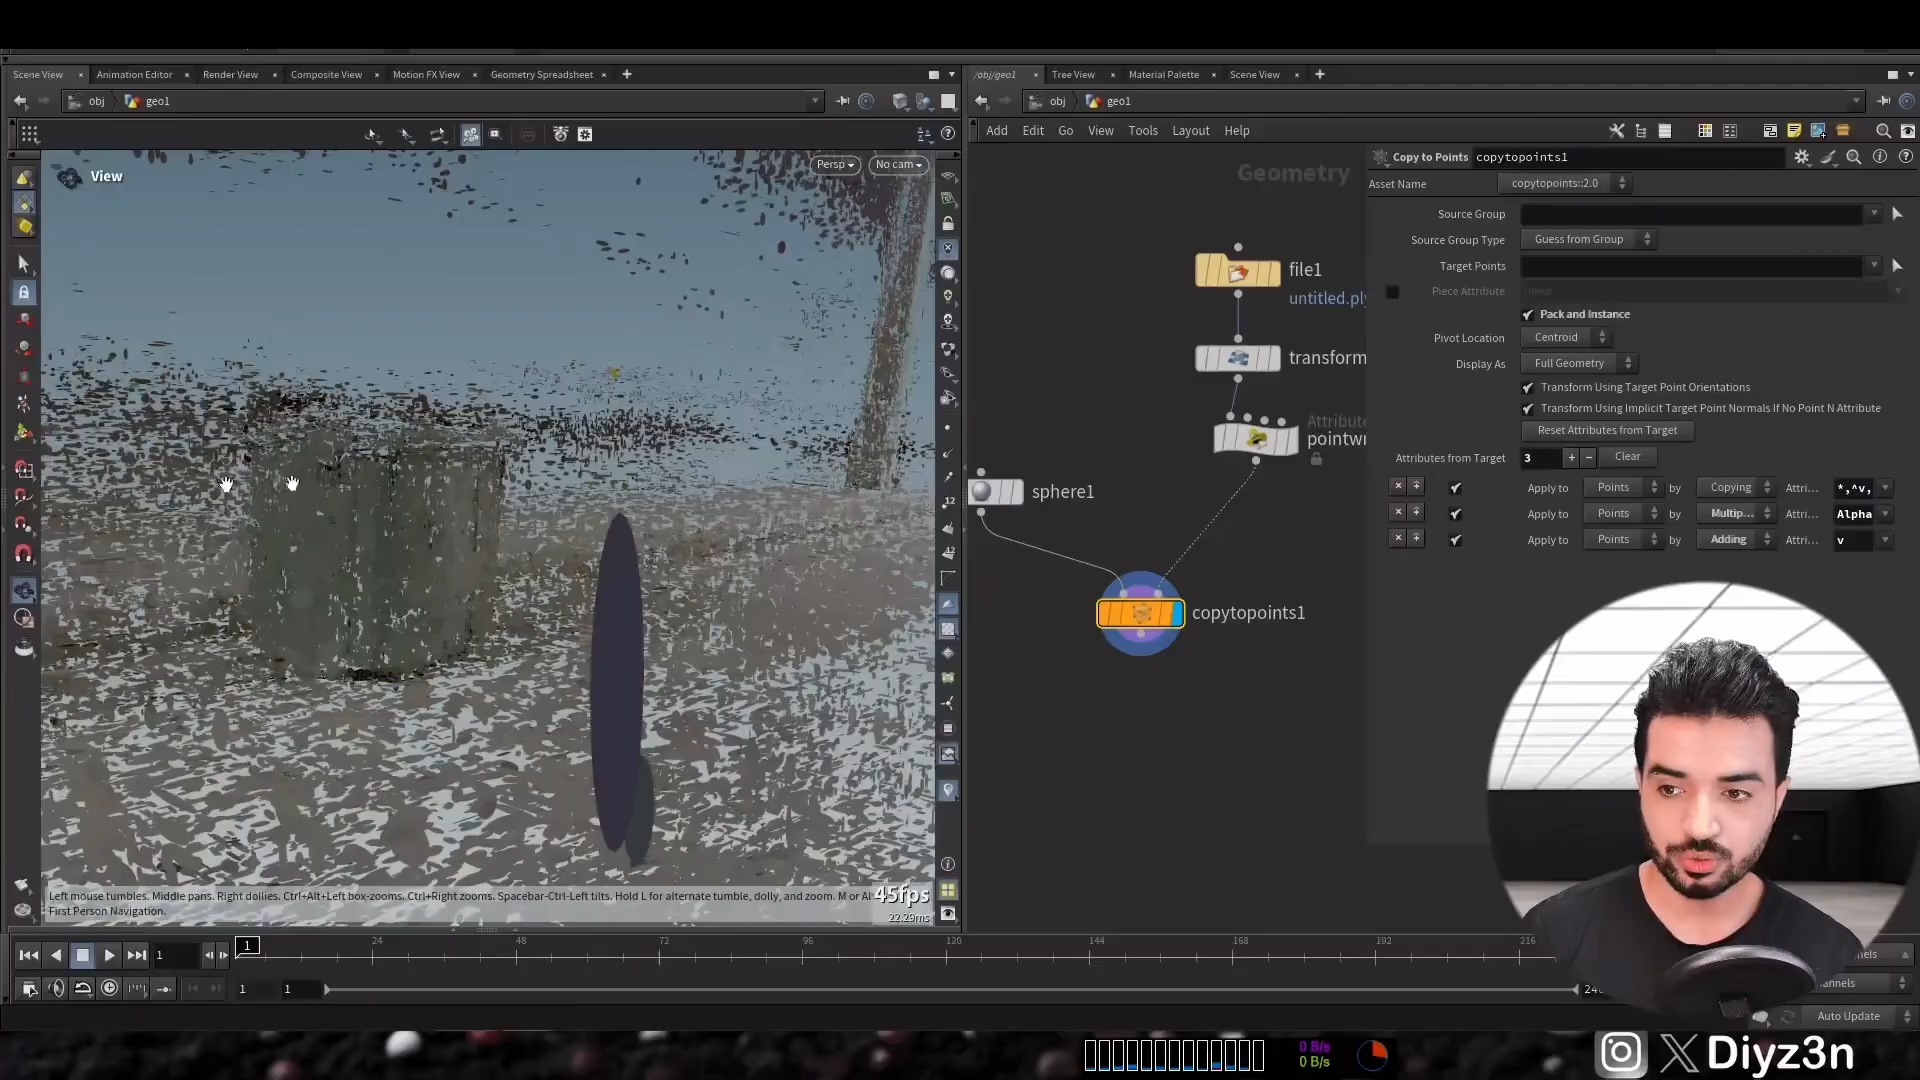 Scene View × Animation Editor × Render View × Composite View × Motion FX View × Geometry Spreadsheet × +
/obj/geo1 × Tree View × Material Palette × Scene View × +
obj geo1
obj geo1
Add Edit Go View Tools Layout Help
View
Persp
No cam
Geometry
file1
untitled.ply
transform
Attribute
pointwr
sphere1
copytopoints1
Copy to Points copytopoints1
Asset Name copytopoints::2.0
Source Group
Source Group Type Guess from Group
Target Points
Piece Attribute name
Pack and Instance
Pivot Location Centroid
Display As Full Geometry
Transform Using Target Point Orientations
Transform Using Implicit Target Point Normals If No Point N Attribute
Reset Attributes from Target
Attributes from Target 3 + − Clear
Apply to Points by Copying Attri... *,^v,
Apply to Points by Multip... Attri... Alpha
Apply to Points by Adding Attri... v
Left mouse tumbles. Middle pans. Right dollies. Ctrl+Alt+Left box-zooms. Ctrl+Right zooms. Spacebar-Ctrl-Left tilts. Hold L for alternate tumble, dolly, and zoom. M or Al
First Person Navigation.
45fps
22.29ms
1 1 24 48 72 96 120 144 168 192 216
nels
1 1 24
annels
Auto Update
0 B/s
0 B/s
Diyz3n